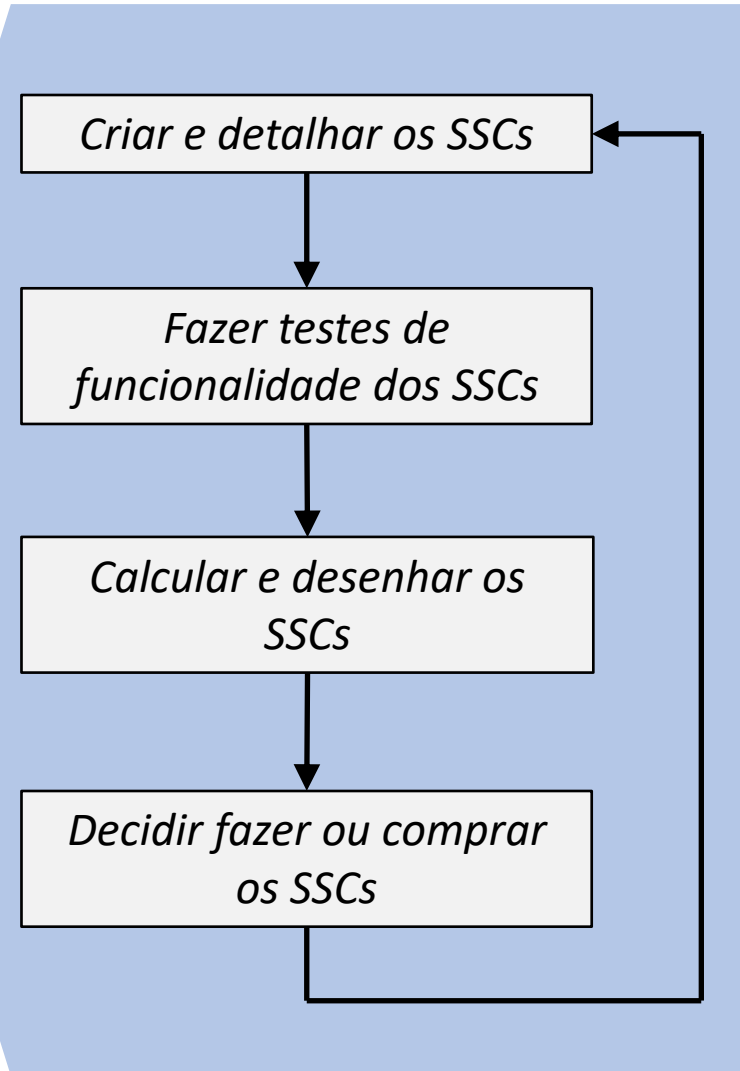 Criar e detalhar os SSCs
Fazer testes de
funcionalidade dos SSCs
Calcular e desenhar os
SSCs
Decidir fazer ou comprar
os SSCs